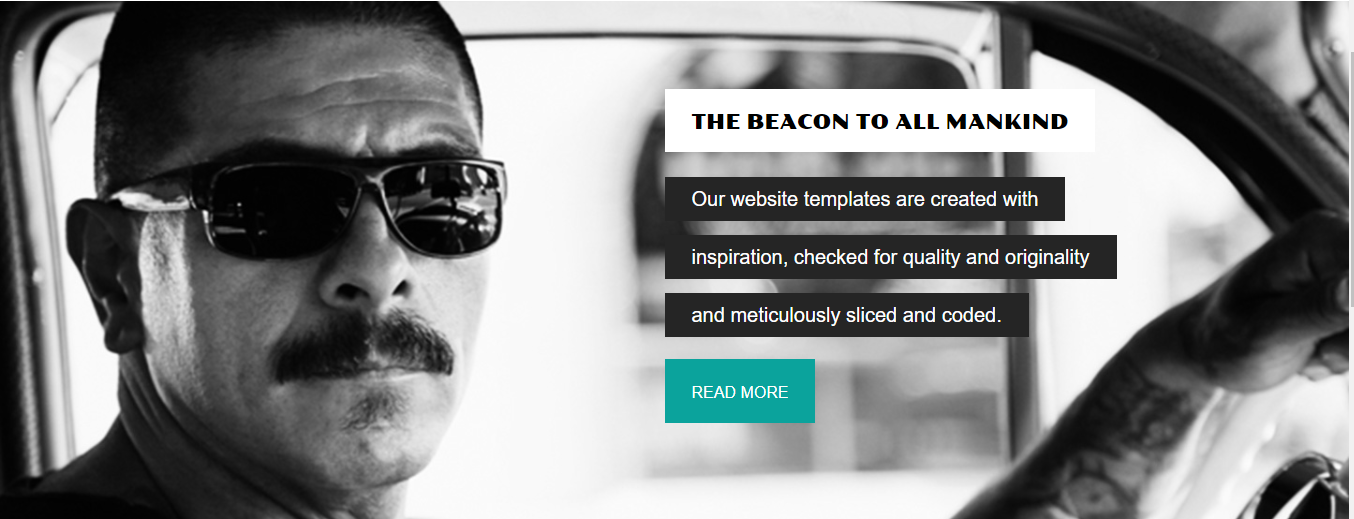 THE BEACON TO ALL MANKIND
Our website templates are created with
inspiration, checked for quality and originality
and meticulously sliced and coded.
READ MORE